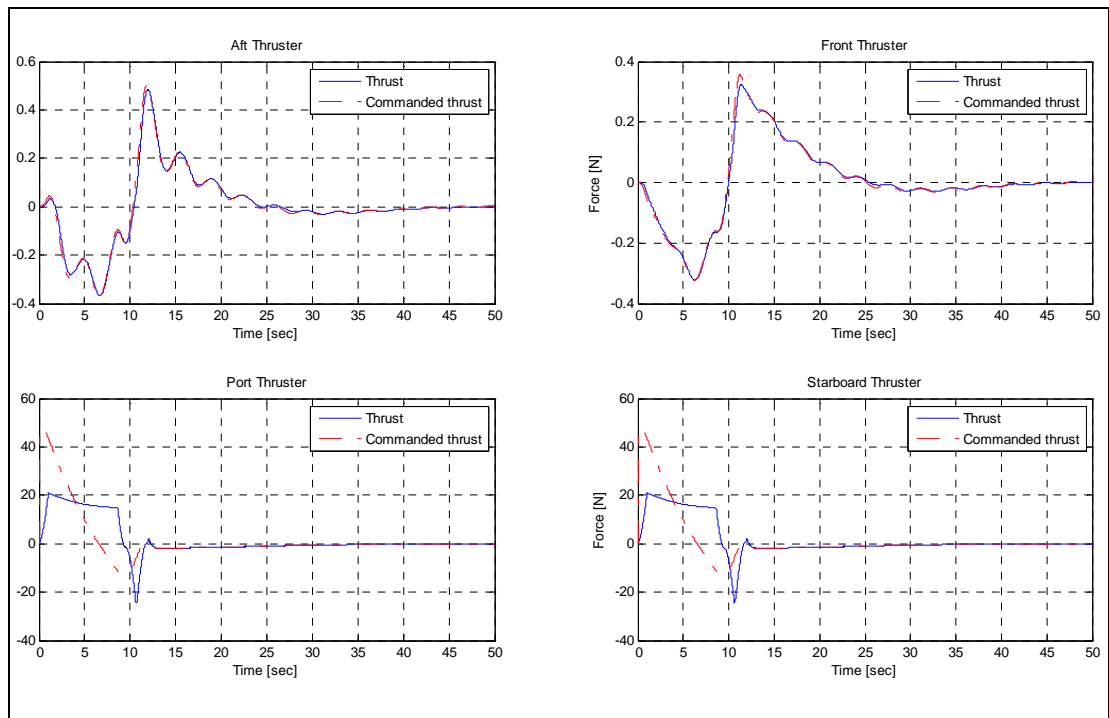 Aft Thruster
Thrust
Commanded thrust
0.6
0.4
0.2
0
-0.2
-0.4
0 5 10 15 20 25 30 35 40 45 50
Time [sec]
Front Thruster
Thrust
Commanded thrust
Force [N]
0.4
0.2
0
-0.2
-0.4
0 5 10 15 20 25 30 35 40 45 50
Time [sec]
Port Thruster
Thrust
Commanded thrust
60
40
20
0
-20
-40
0 5 10 15 20 25 30 35 40 45 50
Time [sec]
Starboard Thruster
Thrust
Commanded thrust
Force [N]
60
40
20
0
-20
-40
0 5 10 15 20 25 30 35 40 45 50
Time [sec]